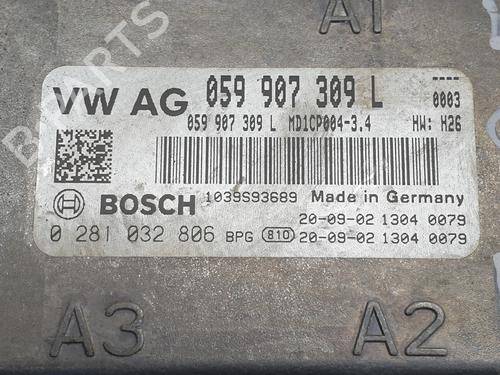 A1
VW AG 059 907 309 L ----
0003
059 907 309 L MD1CP004-3.4 HW: H26
BOSCH 1039S93689 Made in Germany
20-09-02 1304 0079
0 281 032 806 BPG 810 20-09-02 1304 0079
A3 A2